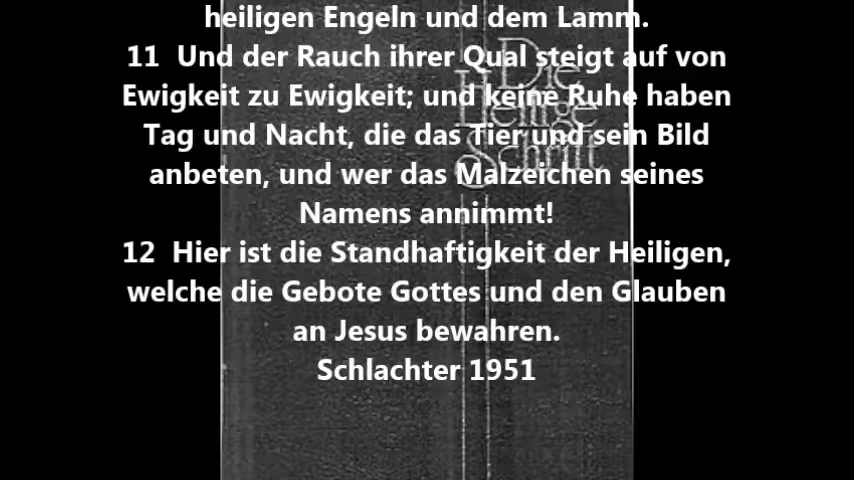 heiligen Engeln und dem Lamm.
11 Und der Rauch ihrer Qual steigt auf von
Ewigkeit zu Ewigkeit; und keine Ruhe haben
Tag und Nacht, die das Tier und sein Bild
anbeten, und wer das Malzeichen seines
Namens annimmt!
12 Hier ist die Standhaftigkeit der Heiligen,
welche die Gebote Gottes und den Glauben
an Jesus bewahren.
Schlachter 1951
Die
Heilige
Schrift